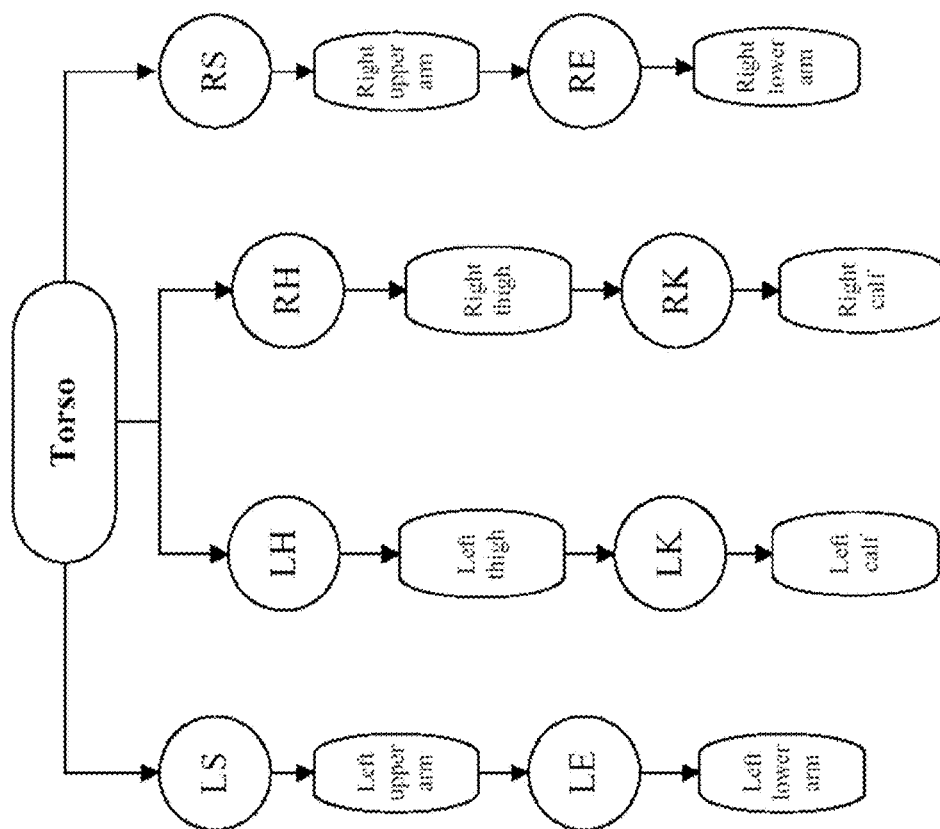 Torso
LS
LH
RH
RS
Left
upper
arm
Left
thigh
Right
thigh
Right
upper
arm
LE
LK
RK
RE
Left
lower
arm
Left
calf
Right
calf
Right
lower
arm